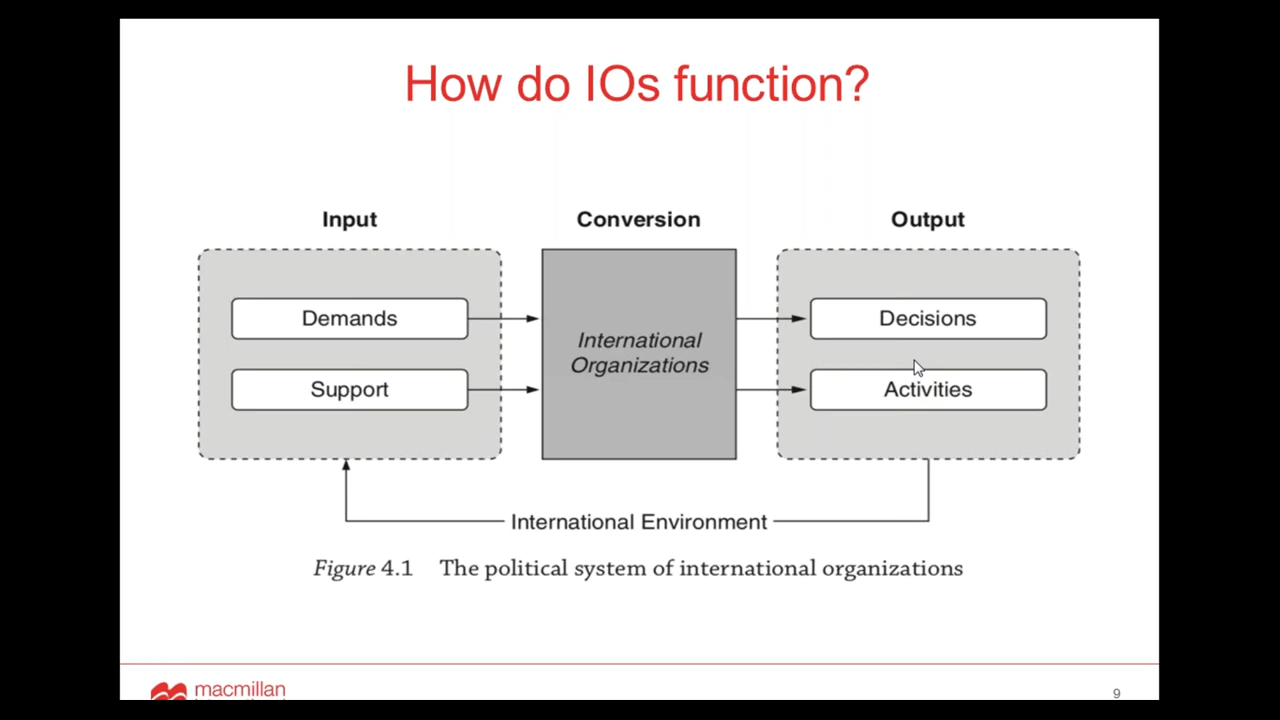 How do IOs function?
Input
Conversion
Output
Demands
Support
International
Organizations
Decisions
Activities
International Environment
Figure 4.1 The political system of international organizations
macmillan
9